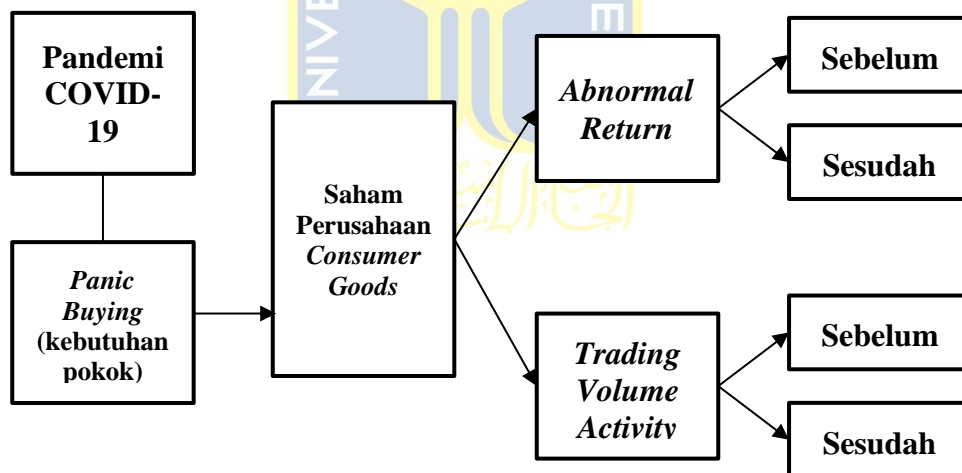 Pandemi
COVID-
19
Panic
Buying
(kebutuhan
pokok)
Saham
Perusahaan
Consumer
Goods
Abnormal
Return
Sebelum
Sesudah
Trading
Volume
Activity
Sebelum
Sesudah